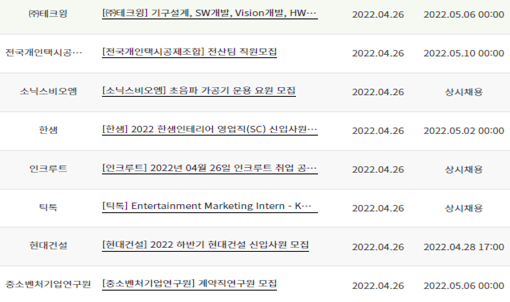 ㈜테크윙 [㈜테크윙] 기구설계, SW개발, Vision개발, HW··· 2022.04.26 2022.05.06 00:00
전국개인택시공··· [전국개인택시공제조합] 전산팀 직원모집 2022.04.26 2022.05.10 00:00
소닉스비오엠 [소닉스비오엠] 초음파 가공기 운용 요원 모집 2022.04.26 상시채용
한샘 [한샘] 2022 한샘인테리어 영업직(SC) 신입사원··· 2022.04.26 2022.05.02 00:00
인크루트 [인크루트] 2022년 04월 26일 인크루트 취업 공··· 2022.04.26 상시채용
틱톡 [틱톡] Entertainment Marketing Intern - K··· 2022.04.26 상시채용
현대건설 [현대건설] 2022 하반기 현대건설 신입사원 모집 2022.04.26 2022.04.28 17:00
중소벤처기업연구원 [중소벤처기업연구원] 계약직연구원 모집 2022.04.26 2022.05.06 00:00